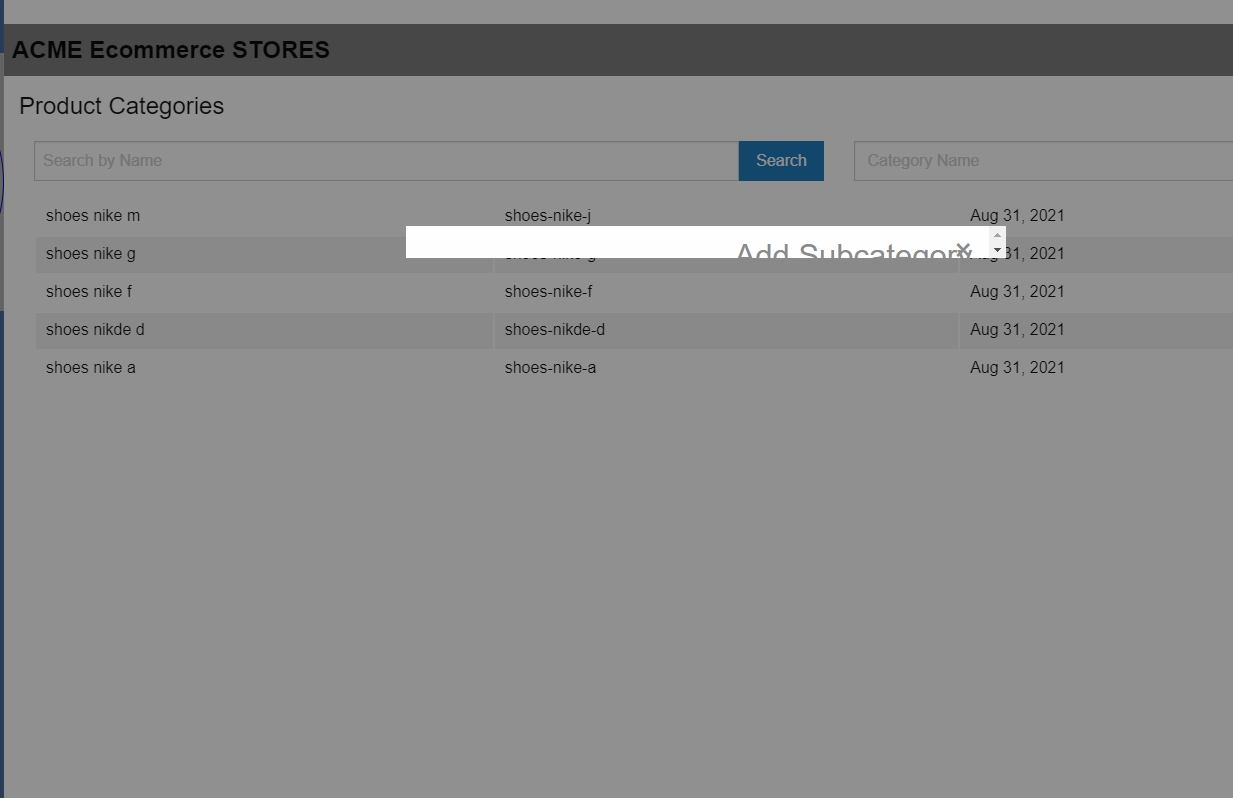 ACME Ecommerce STORES
Product Categories
Search by Name Search Category Name
shoes nike m shoes-nike-j Aug 31, 2021
Add Subcategory ×
shoes nike g shoes-nike-g 31, 2021
shoes nike f shoes-nike-f Aug 31, 2021
shoes nikde d shoes-nikde-d Aug 31, 2021
shoes nike a shoes-nike-a Aug 31, 2021